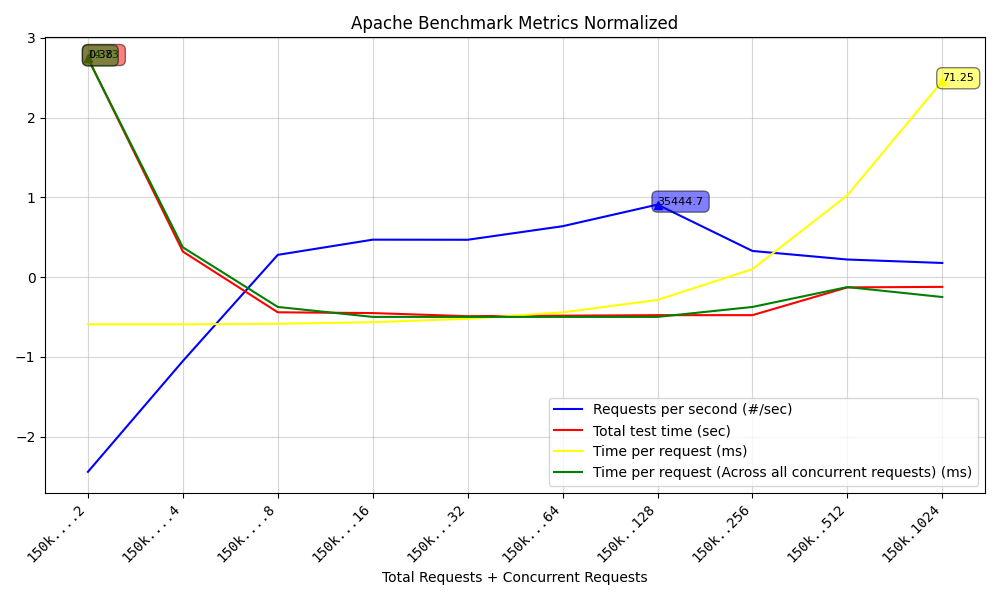 Apache Benchmark Metrics Normalized
3
2
1
0
−1
−2
71.25
35444.7
Requests per second (#/sec)
Total test time (sec)
Time per request (ms)
Time per request (Across all concurrent requests) (ms)
150k....2
150k....4
150k....8
150k...16
150k...32
150k...64
150k..128
150k..256
150k..512
150k.1024
Total Requests + Concurrent Requests